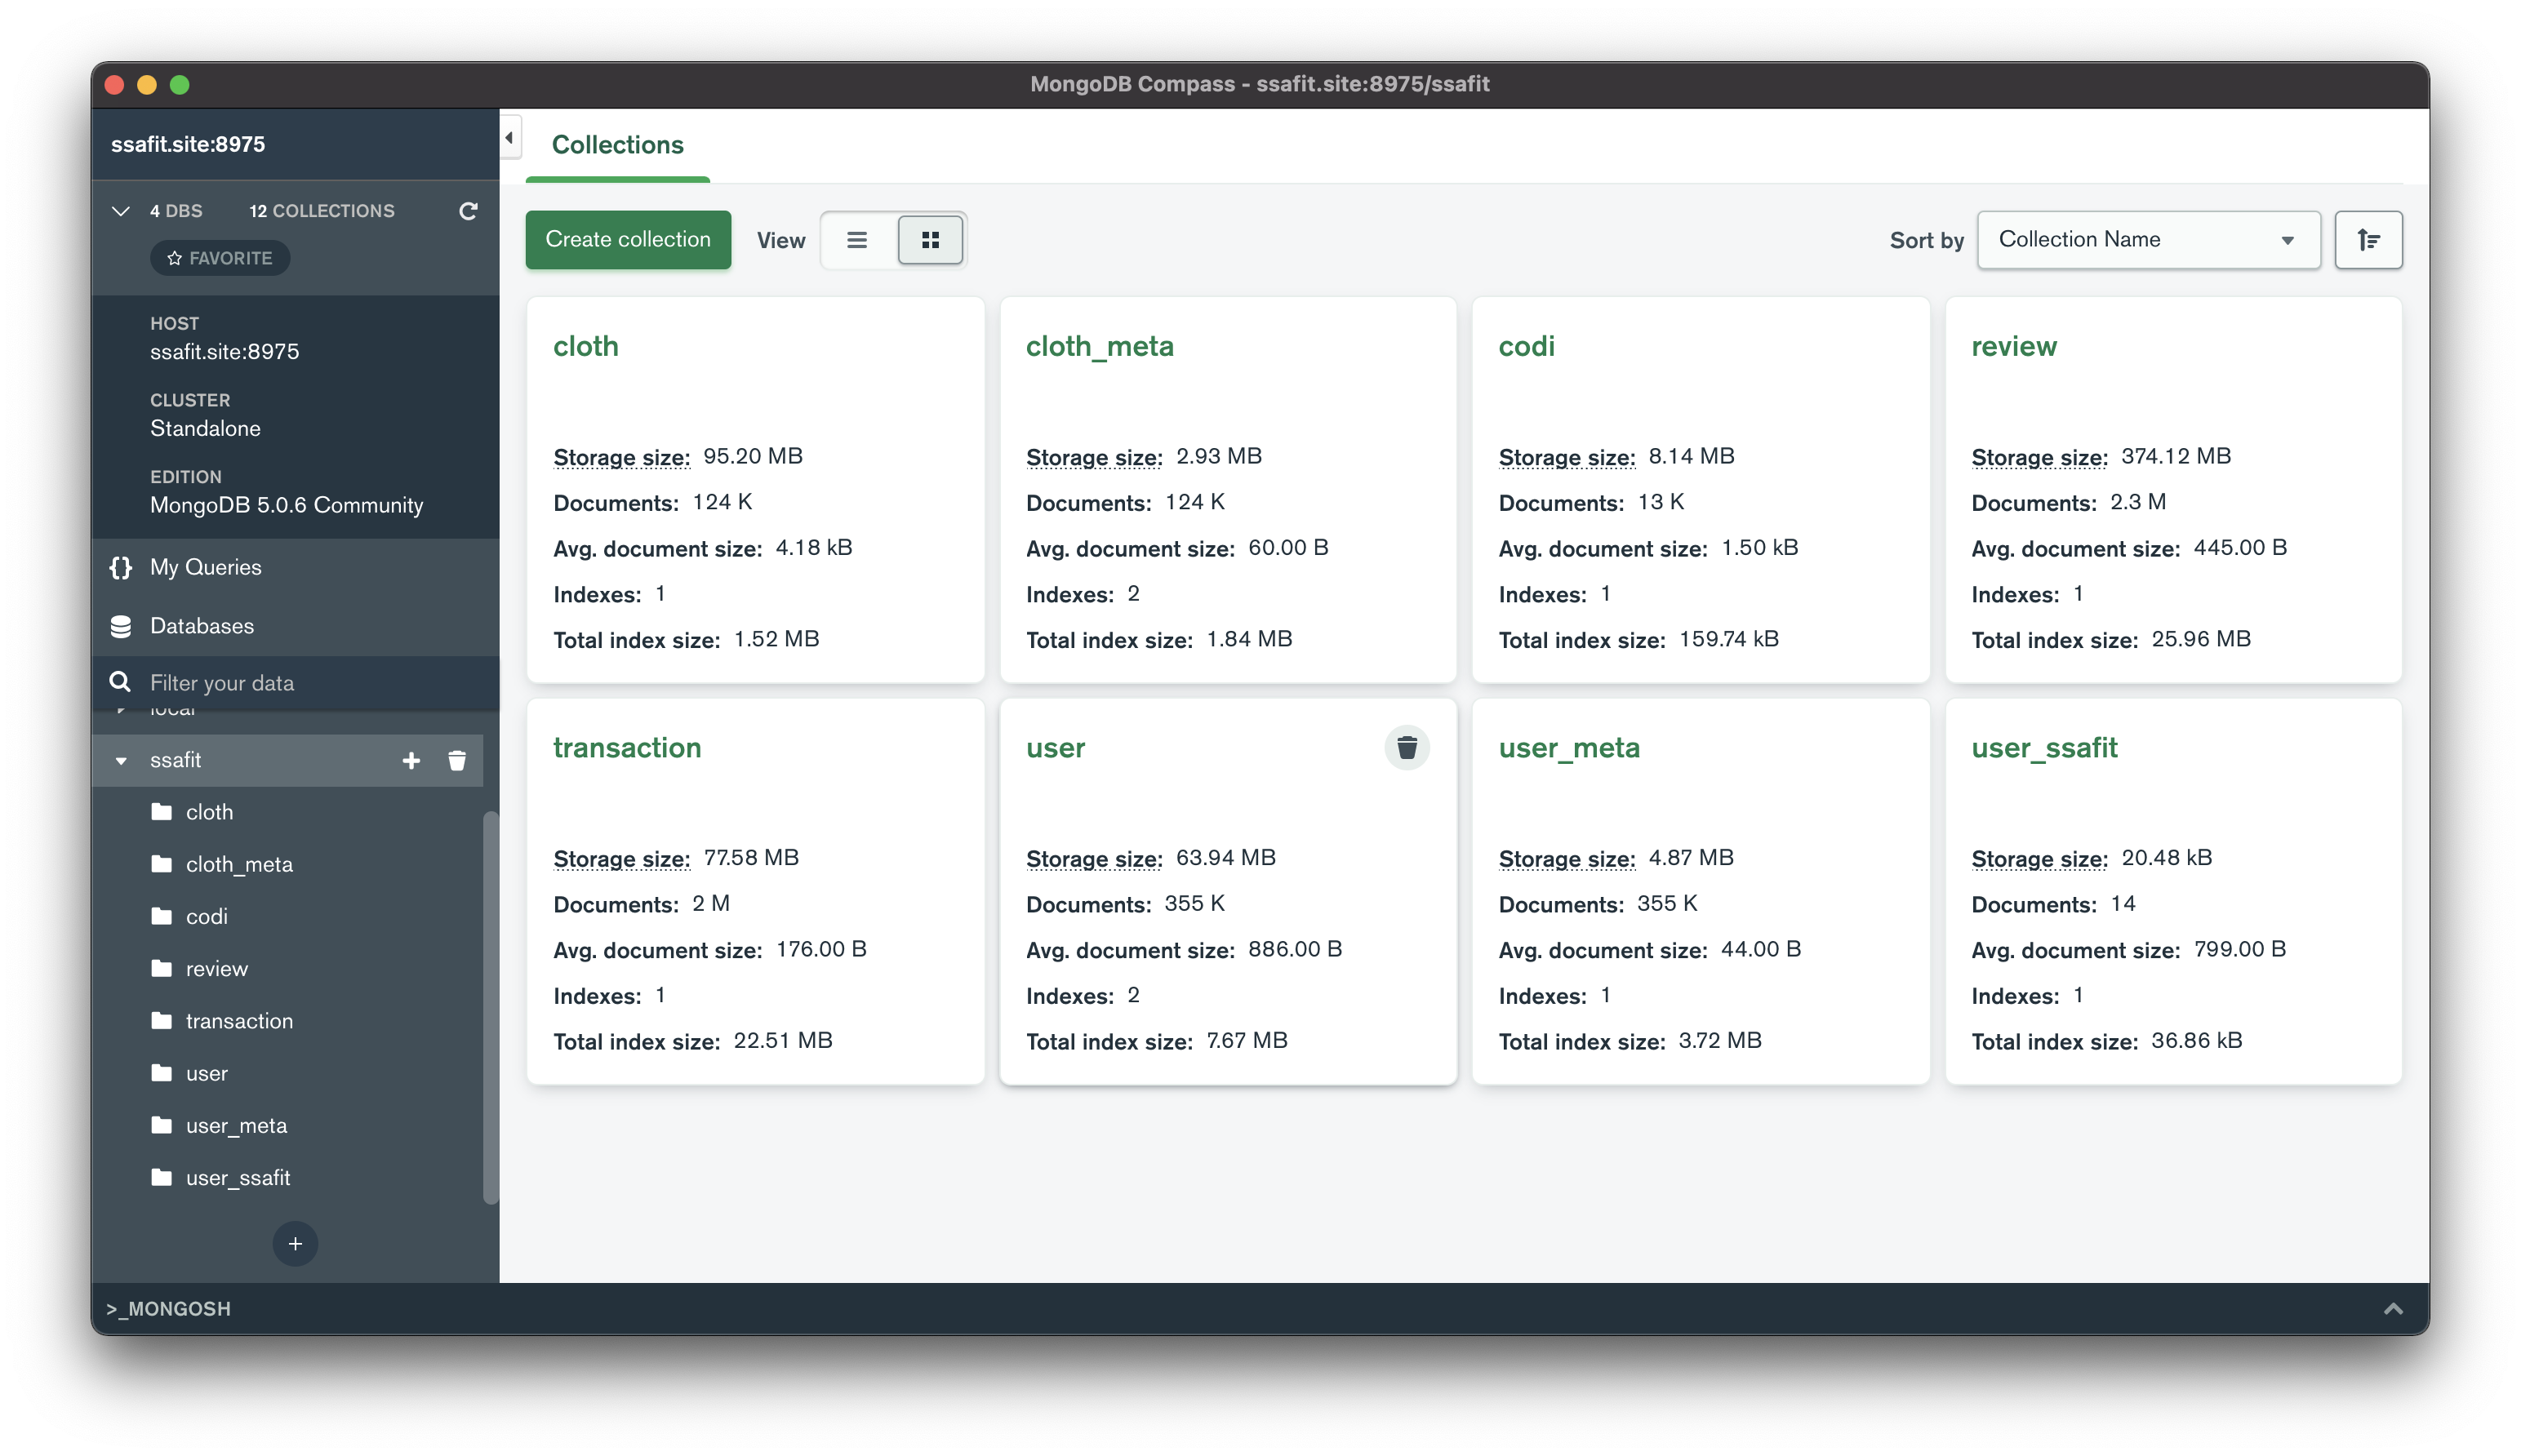 MongoDB Compass - ssafit.site:8975/ssafit
ssafit.site:8975
4 DBS 12 COLLECTIONS
FAVORITE
HOST
ssafit.site:8975
CLUSTER
Standalone
EDITION
MongoDB 5.0.6 Community
{} My Queries
Databases
Filter your data
local
ssafit
cloth
cloth_meta
codi
review
transaction
user
user_meta
user_ssafit
+
Collections
Create collection View Sort by Collection Name
cloth
Storage size: 95.20 MB
Documents: 124 K
Avg. document size: 4.18 kB
Indexes: 1
Total index size: 1.52 MB
cloth_meta
Storage size: 2.93 MB
Documents: 124 K
Avg. document size: 60.00 B
Indexes: 2
Total index size: 1.84 MB
codi
Storage size: 8.14 MB
Documents: 13 K
Avg. document size: 1.50 kB
Indexes: 1
Total index size: 159.74 kB
review
Storage size: 374.12 MB
Documents: 2.3 M
Avg. document size: 445.00 B
Indexes: 1
Total index size: 25.96 MB
transaction
Storage size: 77.58 MB
Documents: 2 M
Avg. document size: 176.00 B
Indexes: 1
Total index size: 22.51 MB
user
Storage size: 63.94 MB
Documents: 355 K
Avg. document size: 886.00 B
Indexes: 2
Total index size: 7.67 MB
user_meta
Storage size: 4.87 MB
Documents: 355 K
Avg. document size: 44.00 B
Indexes: 1
Total index size: 3.72 MB
user_ssafit
Storage size: 20.48 kB
Documents: 14
Avg. document size: 799.00 B
Indexes: 1
Total index size: 36.86 kB
>_MONGOSH